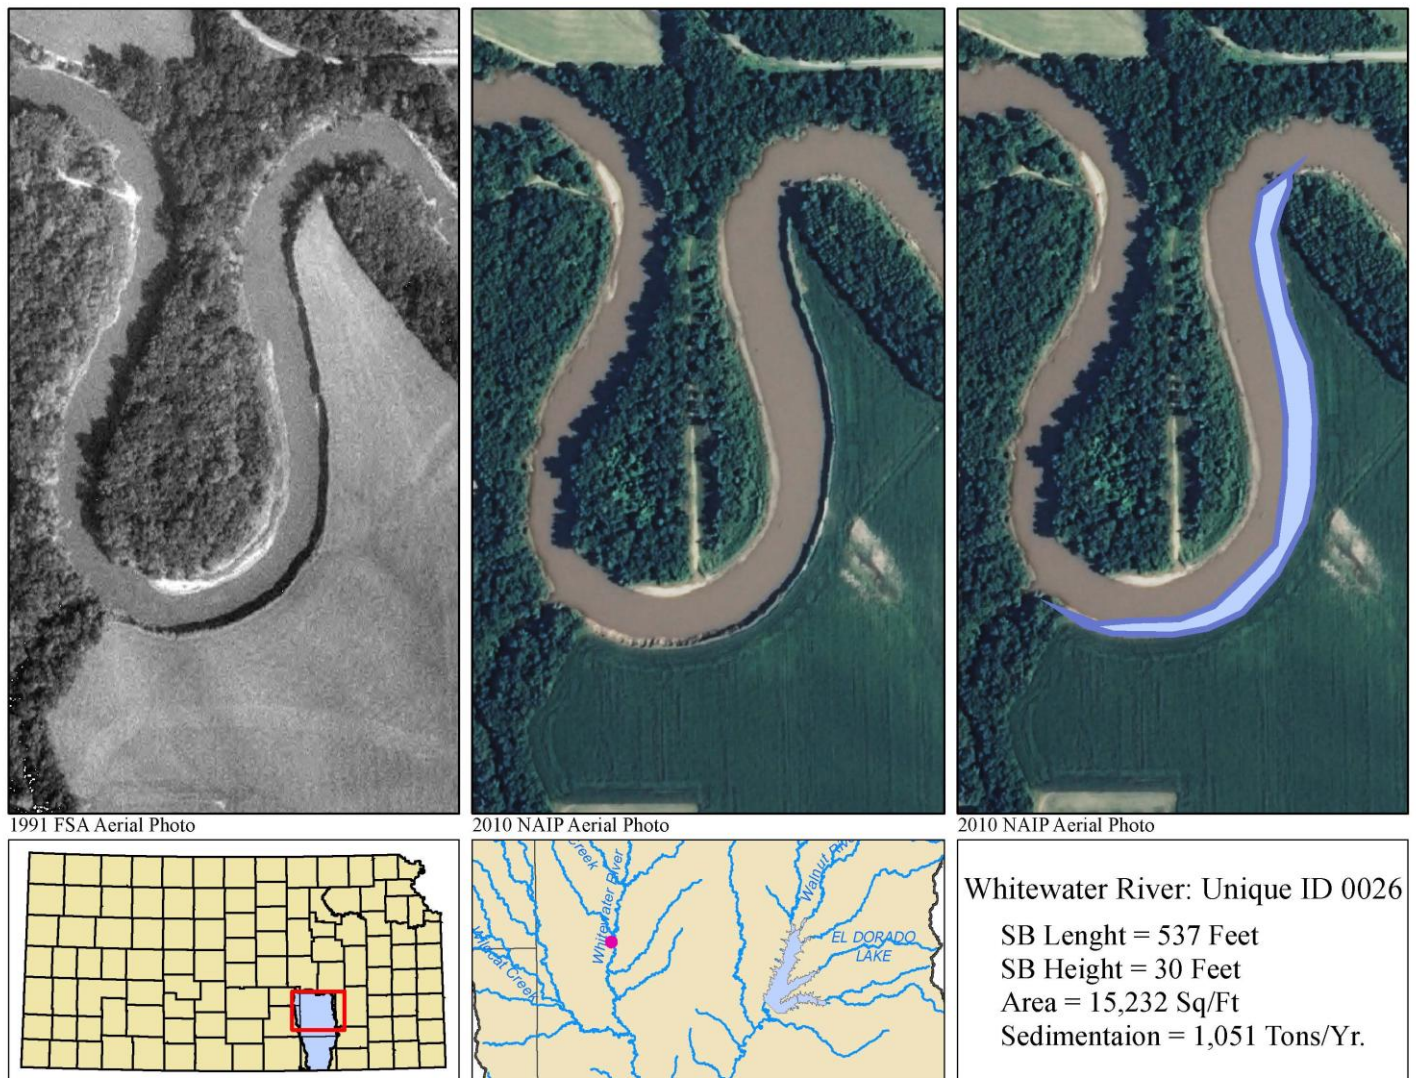 1991 FSA Aerial Photo
2010 NAIP Aerial Photo
2010 NAIP Aerial Photo
Creek
Whitewater River
Wildcat Creek
Walnut Riv
EL DORADO
LAKE
Whitewater River: Unique ID 0026
SB Lenght = 537 Feet
SB Height = 30 Feet
Area = 15,232 Sq/Ft
Sedimentaion = 1,051 Tons/Yr.